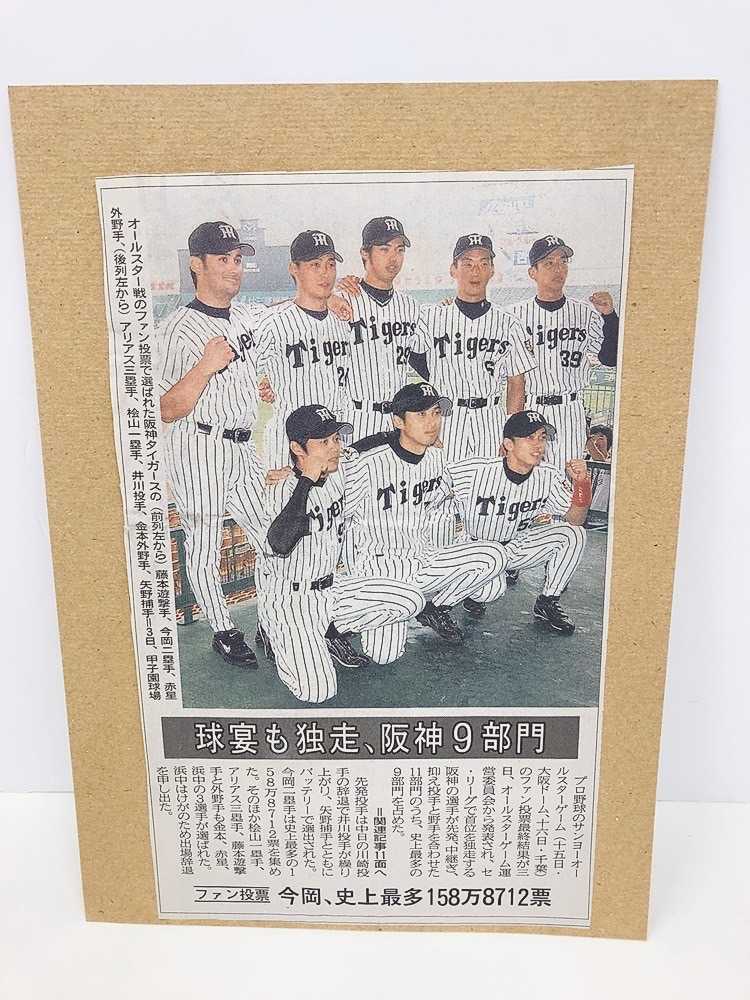 オールスター戦のファン投票で選ばれた阪神タイガースの(前列左から)藤本遊撃手、今岡二塁手、赤星
外野手、(後列左から)アリアス三塁手、桧山一塁手、井川投手、金本外野手、矢野捕手=3日、甲子園球場
Tigers
Tigers
29
Tigers
6
Tigers
39
Tigers
Tigers
Tigers
球宴も独走、阪神9部門
プロ野球のサンヨーオー
ルスターゲーム(十五日・
大阪ドーム、十六日・千葉)
のファン投票最終結果が三
日、オールスターゲーム運
営委員会から発表され、セ
・リーグで首位を独走する
阪神の選手が先発、中継ぎ、
抑え投手と野手を合わせた
11部門のうち、史上最多の
9部門を占めた。
=関連記事11面へ
先発投手は中日の川崎投
手の辞退で井川投手が繰り
上がり、矢野捕手とともに
バッテリーで選出された。
今岡二塁手は史上最多の1
58万8712票を集め
た。そのほか桧山一塁手、
アリアス三塁手、藤本遊撃
手と外野手も金本、赤星、
浜中の3選手が選ばれた。
浜中はけがのため出場辞退
を申し出た。
ファン投票 今岡、史上最多158万8712票